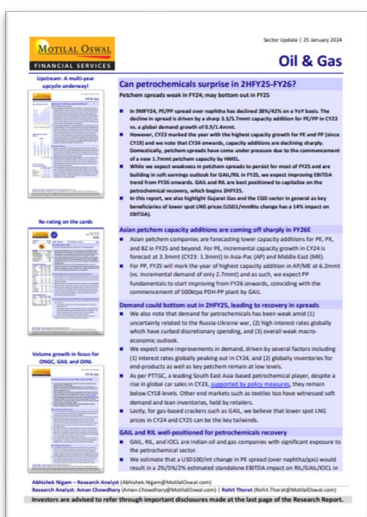 Sector Update | 25 January 2024
MOTILAL OSWAL
FINANCIAL SERVICES
Oil & Gas
Upstream: A multi-year
upcycle underway!
Re-rating on the cards
Volume growth in focus for
ONGC, GAIL and OINL
Can petrochemicals surprise in 2HFY25-FY26?
Petchem spreads weak in FY24; may bottom out in FY25
In 9MFY24, PE/PP spread over naphtha has declined 38%/42% on a YoY basis. The
decline in spread is driven by a sharp 3.3/5.7mmt capacity addition for PE/PP in CY23
vs. a global demand growth of 0.9/1.4mmt.
However, CY23 marked the year with the highest capacity growth for PE and PP (since
CY15) and we note that CY24 onwards, capacity additions are declining sharply.
Domestically, petchem spreads have come under pressure due to the commencement
of a new 1.7mmt petchem capacity by HMEL.
While we expect weakness in petchem spreads to persist for most of FY25 and are
building in soft earnings outlook for GAIL/RIL in FY25, we expect improving EBITDA
trend from FY26 onwards. GAIL and RIL are best positioned to capitalize on the
petrochemical recovery, which begins 2HFY25.
In this report, we also highlight Gujarat Gas and the CGD sector in general as key
beneficiaries of lower spot LNG prices (USD1/mmBtu change has a 14% impact on
EBITDA).
Asian petchem capacity additions are coming off sharply in FY26E
Asian petchem companies are forecasting lower capacity additions for PE, PX,
and BZ in FY25 and beyond. For PE, incremental capacity growth in CY24 is
forecast at 3.3mmt (CY23: 1.3mmt) in Asia-Pac (AP) and Middle East (ME).
For PP, FY25 will mark the year of highest capacity addition in AP/ME at 6.2mmt
(vs. incremental demand of only 2.7mmt) and as such, we expect PP
fundamentals to start improving from FY26 onwards, coinciding with the
commencement of 500ktpa PDH-PP plant by GAIL.
Demand could bottom out in 2HFY25, leading to recovery in spreads
We also note that demand for petrochemicals has been weak amid (1)
uncertainty related to the Russia-Ukraine war, (2) high interest rates globally
which have curbed discretionary spending, and (3) overall weak macro-
economic outlook.
We expect some improvements in demand, driven by several factors including
(1) interest rates globally peaking out in CY24, and (2) globally inventories for
end-products as well as key petchem remain at low levels.
As per PTTGC, a leading South East Asia-based petrochemical player, despite a
rise in global car sales in CY23, supported by policy measures, they remain
below CY18 levels. Other end markets such as textiles too have witnessed soft
demand and lean inventories, held by retailers.
Lastly, for gas-based crackers such as GAIL, we believe that lower spot LNG
prices in CY24 and CY25 can be the key tailwinds.
GAIL and RIL well-positioned for petrochemicals recovery
GAIL, RIL, and IOCL are Indian oil and gas companies with significant exposure to
the petrochemical sector.
We estimate that a USD100/mt change in PE spread (over naphtha/gas) would
result in a 2%/5%/2% estimated standalone EBITDA impact on RIL/GAIL/IOCL in
Abhishek Nigam – Research Analyst (Abhishek.Nigam@MotilalOswal.com)
Research Analyst: Aman Chowdhary (Aman.Chowdhary@MotilalOswal.com) | Rohit Thorat (Rohit.Thorat@MotilalOswal.com)
Investors are advised to refer through important disclosures made at the last page of the Research Report.